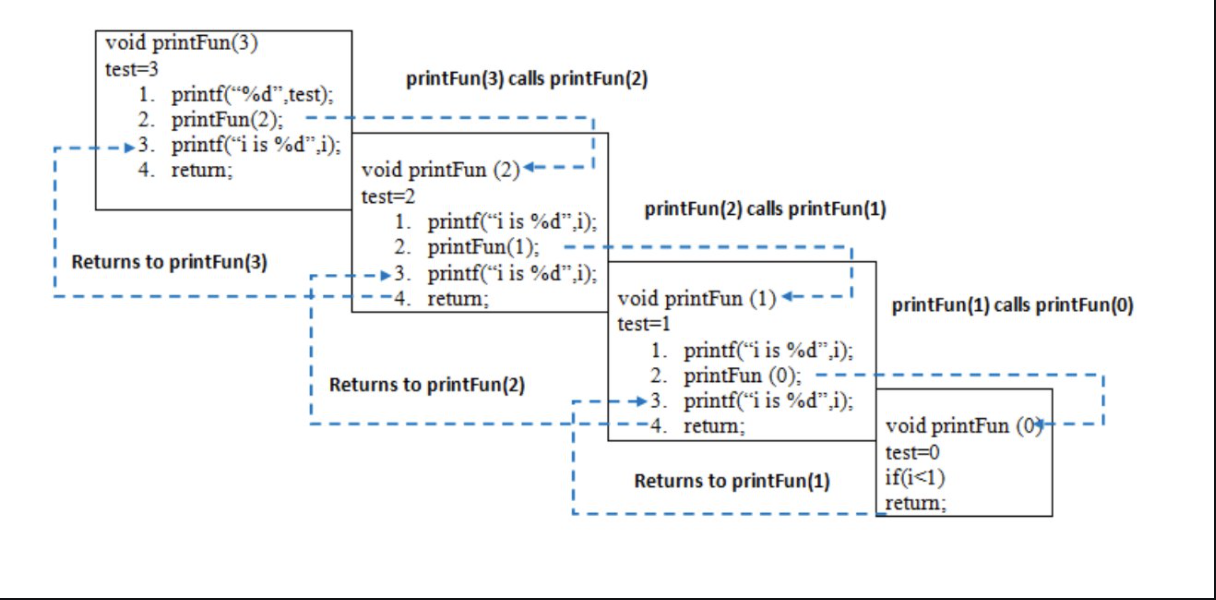 void printFun(3)
test=3
1. printf(“%d”,test);
2. printFun(2);
3. printf(“i is %d”,i);
4. return;
printFun(3) calls printFun(2)
void printFun (2)
test=2
1. printf(“i is %d”,i);
2. printFun(1);
3. printf(“i is %d”,i);
4. return;
Returns to printFun(3)
printFun(2) calls printFun(1)
void printFun (1)
test=1
1. printf(“i is %d”,i);
2. printFun (0);
3. printf(“i is %d”,i);
4. return;
Returns to printFun(2)
printFun(1) calls printFun(0)
void printFun (0)
test=0
if(i<1)
return;
Returns to printFun(1)